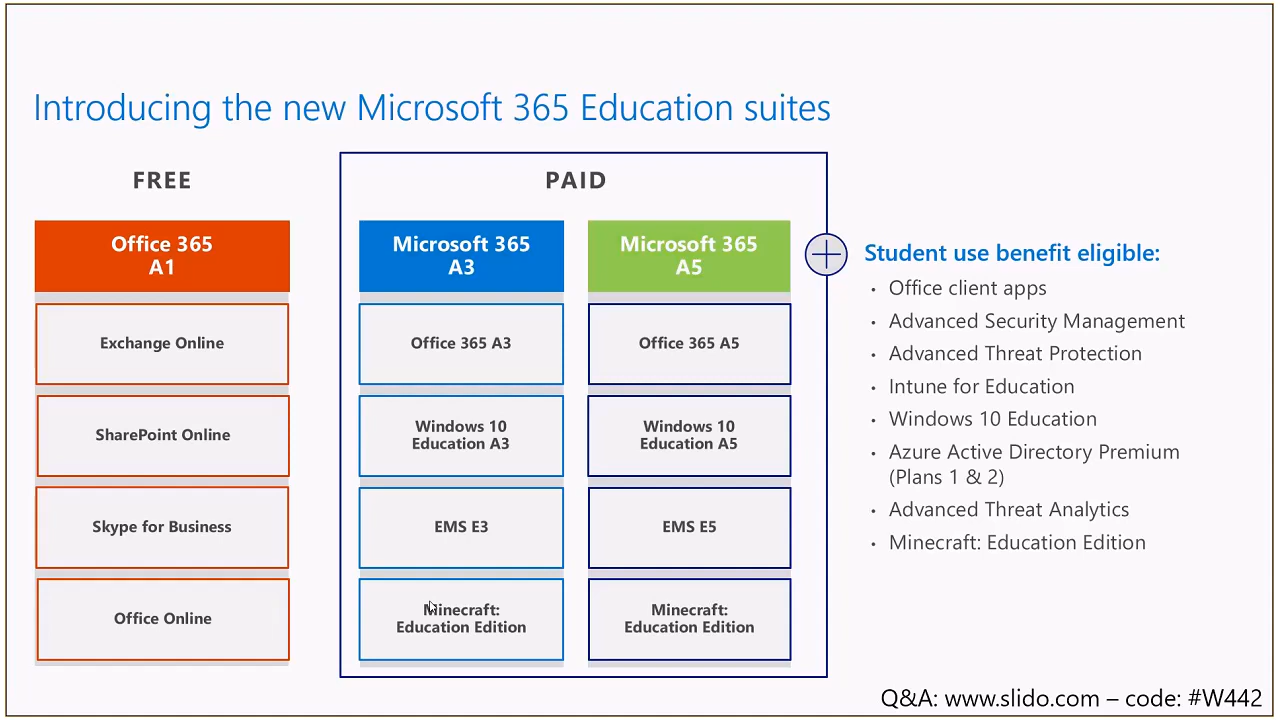 Introducing the new Microsoft 365 Education suites
FREE
Office 365
A1
Exchange Online
SharePoint Online
Skype for Business
Office Online
PAID
Microsoft 365
A3
Office 365 A3
Windows 10
Education A3
EMS E3
Minecraft:
Education Edition
Microsoft 365
A5
Office 365 A5
Windows 10
Education A5
EMS E5
Minecraft:
Education Edition
Student use benefit eligible:
• Office client apps
• Advanced Security Management
• Advanced Threat Protection
• Intune for Education
• Windows 10 Education
• Azure Active Directory Premium
(Plans 1 & 2)
• Advanced Threat Analytics
• Minecraft: Education Edition
Q&A: www.slido.com – code: #W442